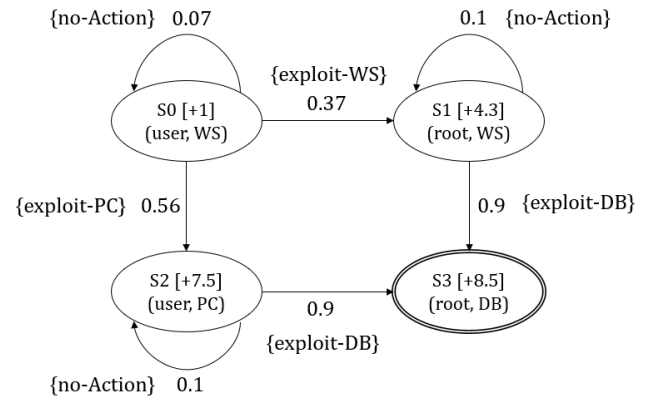 {no-Action} 0.07
0.1 {no-Action}
{exploit-WS}
0.37
S0 [+1]
(user, WS)
S1 [+4.3]
(root, WS)
{exploit-PC} 0.56
0.9 {exploit-DB}
S2 [+7.5]
(user, PC)
S3 [+8.5]
(root, DB)
0.9
{exploit-DB}
{no-Action} 0.1